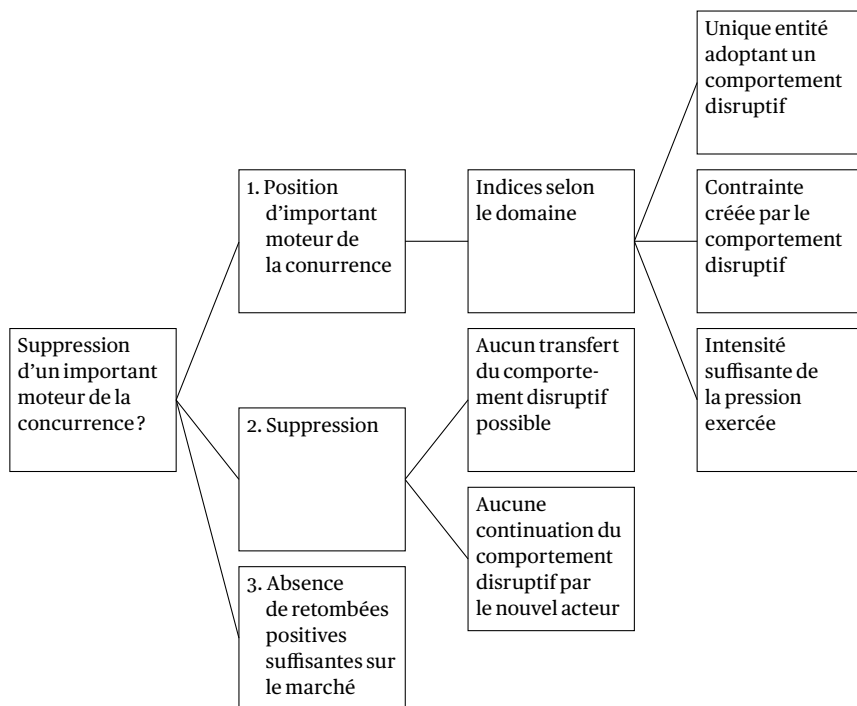 Suppression
d’un important
moteur de la
concurrence ?
1. Position
d’important
moteur de
la conurrence
Indices selon
le domaine
Unique entité
adoptant un
comportement
disruptif
Contrainte
créée par le
comportement
disruptif
Intensité
suffisante de
la pression
exercée
2. Suppression
Aucun transfert
du comporte-
ment disruptif
possible
Aucune
continuation du
comportement
disruptif par
le nouvel acteur
3. Absence
de retombées
positives
suffisantes sur
le marché